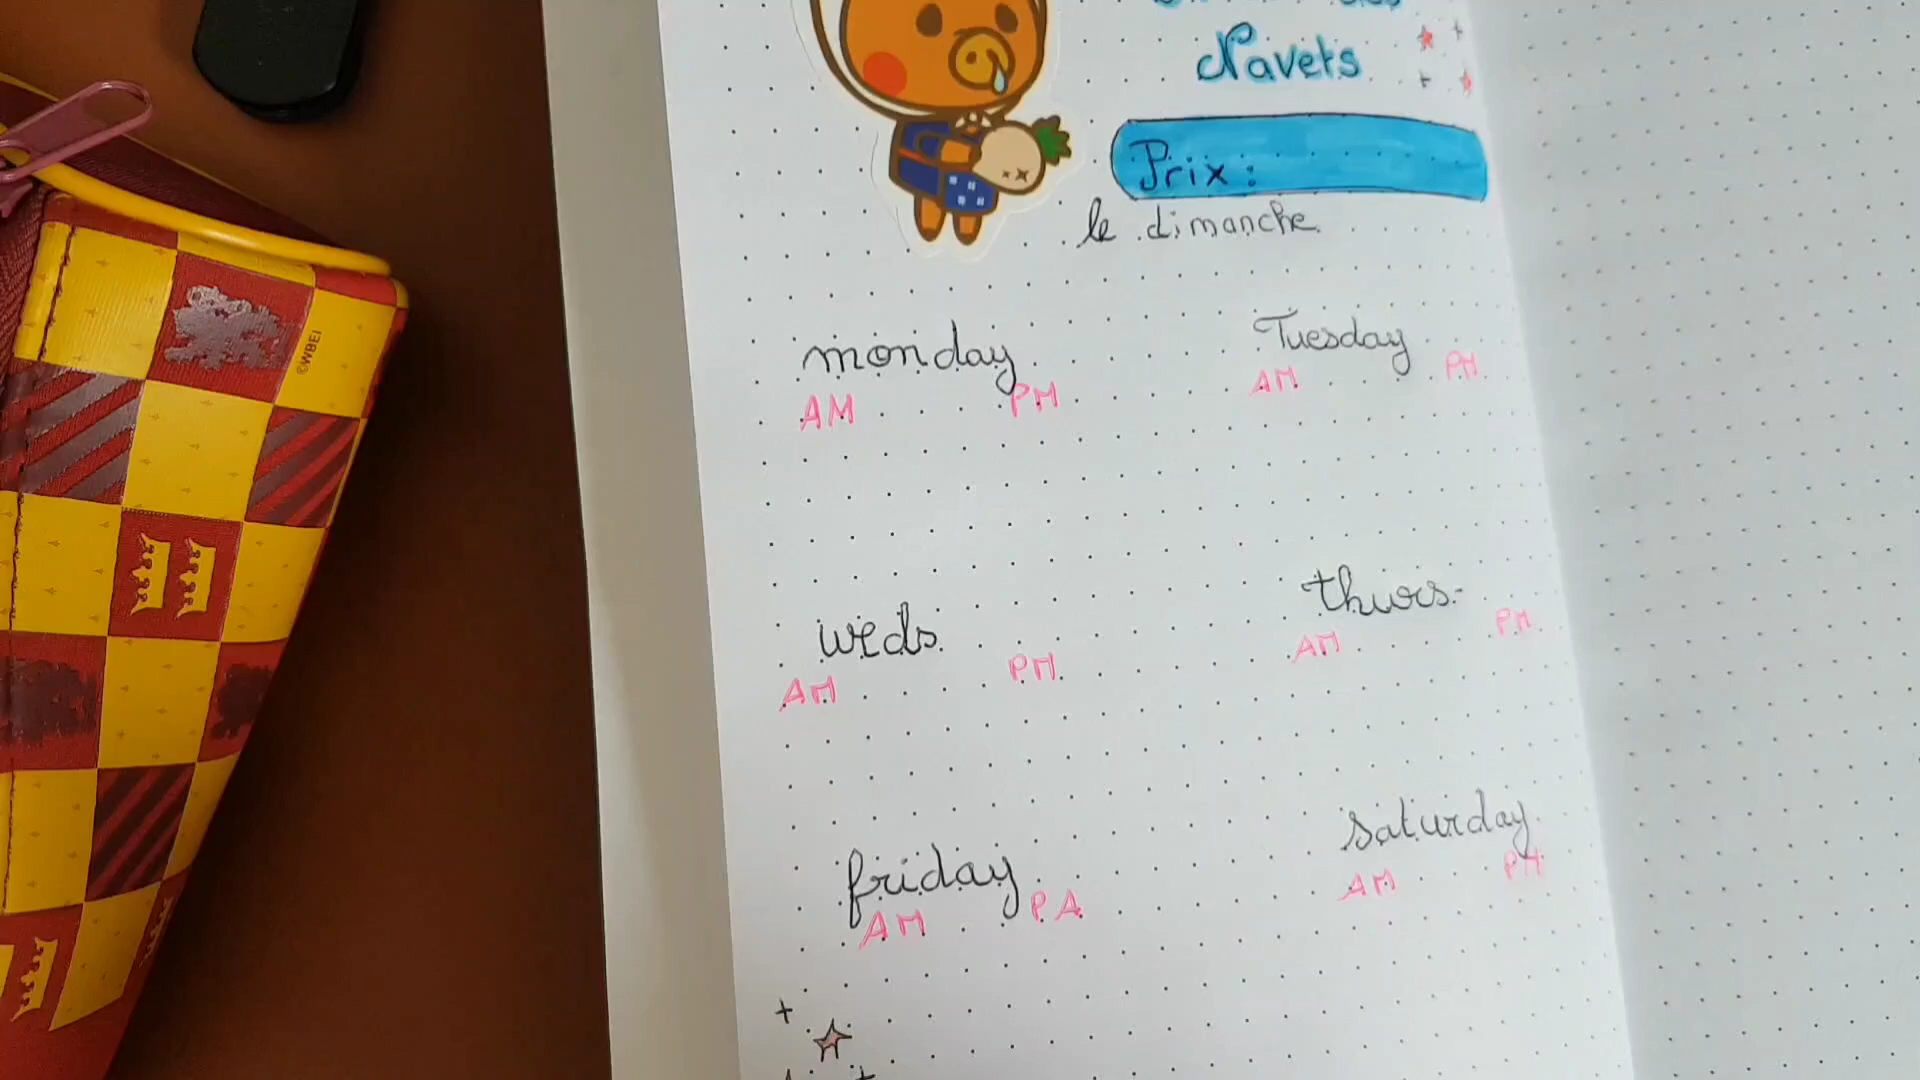 Navets
Prix :
le dimanche
monday
AM PM
Tuesday
AM PM
weds
AM PM
thurs.
AM PM
friday
AM PA
saturday
AM PM
©WBEI